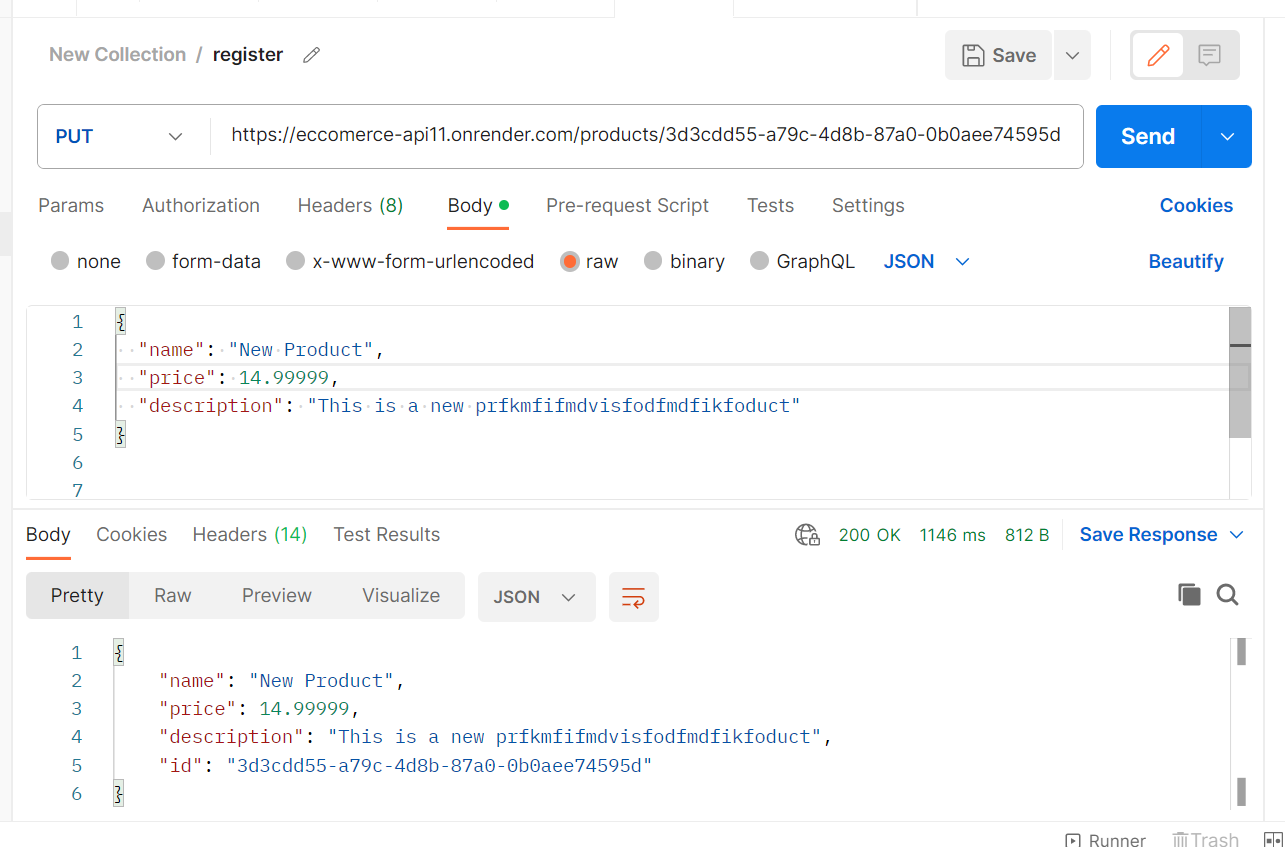 New Collection / register
Save
PUT https://eccomerce-api11.onrender.com/products/3d3cdd55-a79c-4d8b-87a0-0b0aee74595d Send
Params Authorization Headers (8) Body Pre-request Script Tests Settings Cookies
none form-data x-www-form-urlencoded raw binary GraphQL JSON Beautify
1 {
2 "name": "New Product",
3 "price": 14.99999,
4 "description": "This is a new prfkmfifmdvisfodfmdfikfoduct"
5 }
6
7
Body Cookies Headers (14) Test Results 200 OK 1146 ms 812 B Save Response
Pretty Raw Preview Visualize JSON
1 {
2 "name": "New Product",
3 "price": 14.99999,
4 "description": "This is a new prfkmfifmdvisfodfmdfikfoduct",
5 "id": "3d3cdd55-a79c-4d8b-87a0-0b0aee74595d"
6 }
Runner Trash